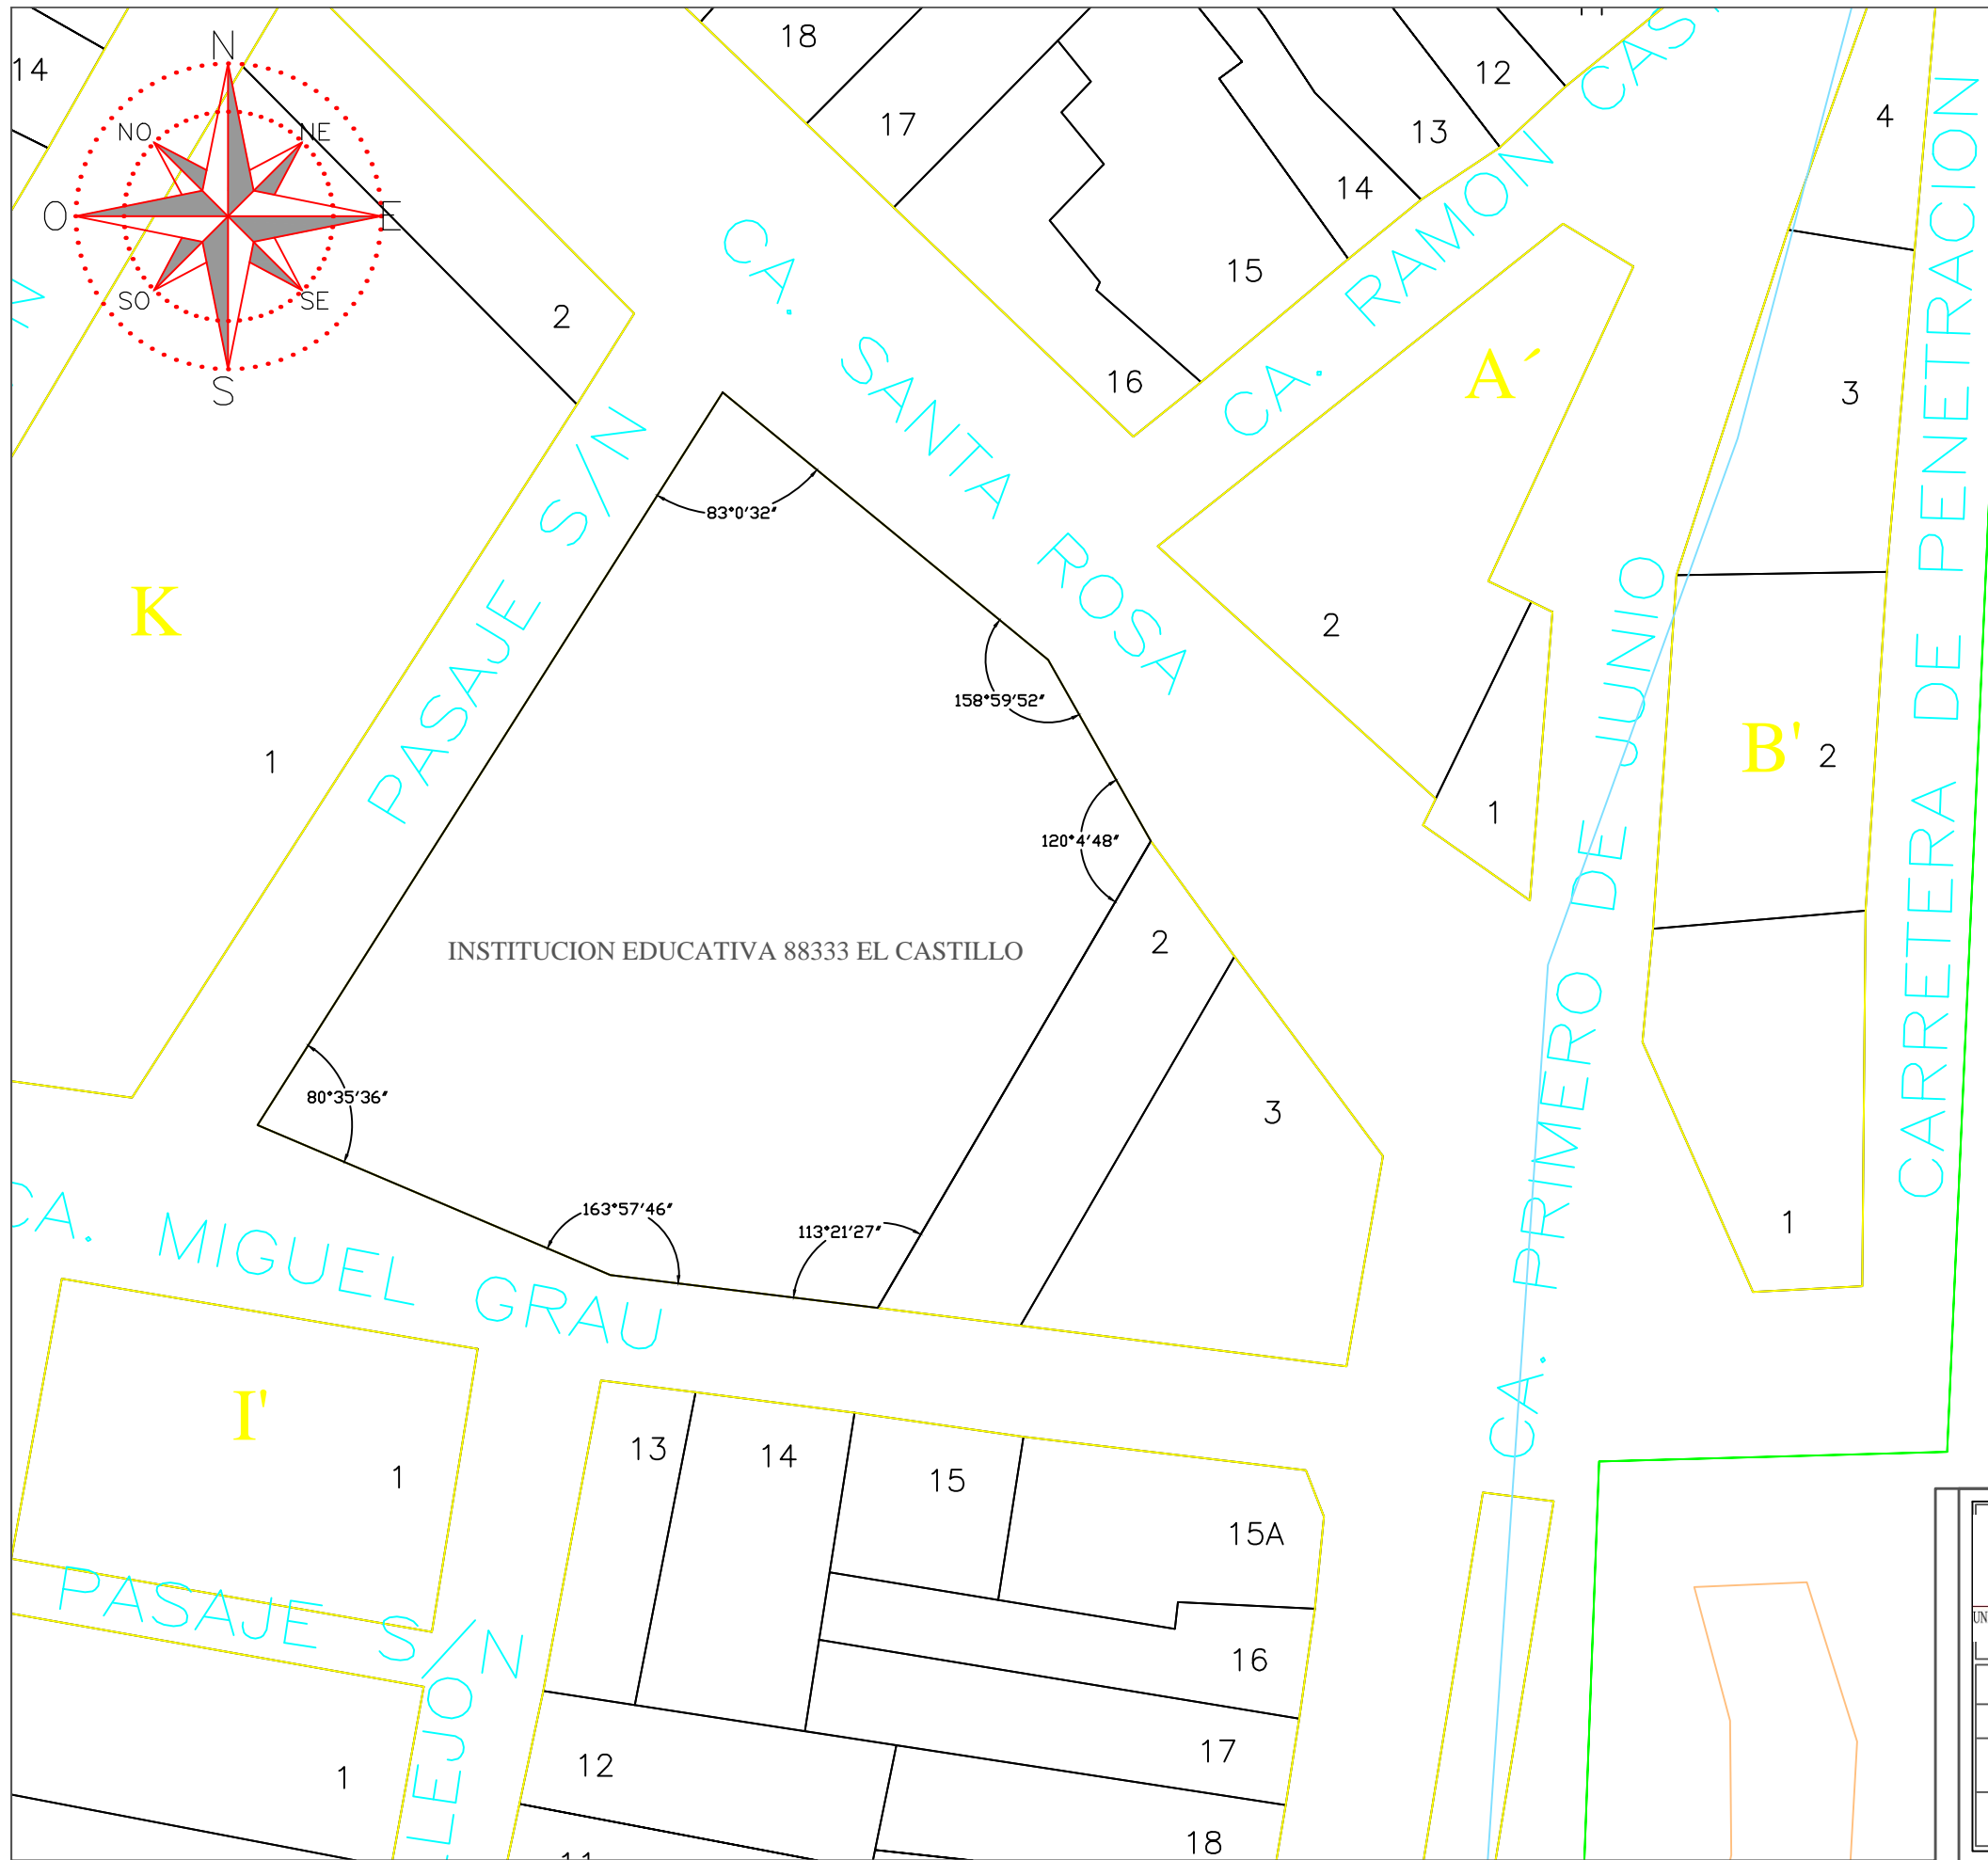 14
N
NO
NE
O
E
SO
SE
S
2
18
17
15
16
14
13
12
CA. RAMON
4
3
2
1
B'
A´
2
1
CA. SANTA ROSA
PASAJE S/N
K
1
83°0'32"
158°59'52"
120°4'48"
INSTITUCION EDUCATIVA 88333 EL CASTILLO
80°35'36"
163°57'46"
113°21'27"
2
3
CARRETERA DE PENETRACION
CA. PRIMERO DE JUNIO
CA. MIGUEL GRAU
I'
1
PASAJE S/N
1
13
14
15
15A
16
17
12
18
11
UN